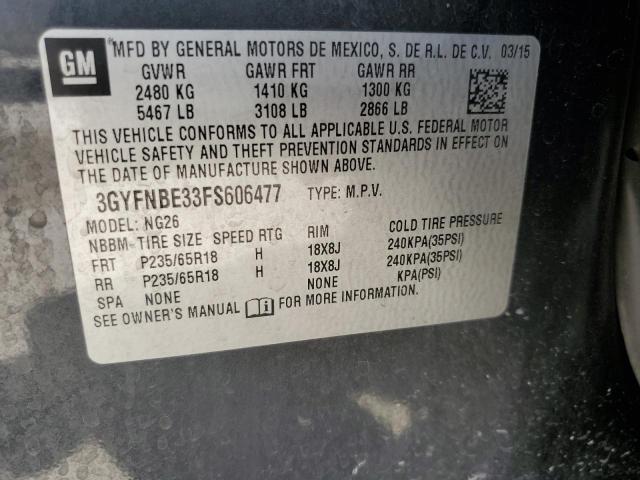 GM
MFD BY GENERAL MOTORS DE MEXICO, S. DE R.L. DE C.V. 03/15
GVWR GAWR FRT GAWR RR
2480 KG 1410 KG 1300 KG
5467 LB 3108 LB 2866 LB
THIS VEHICLE CONFORMS TO ALL APPLICABLE U.S. FEDERAL MOTOR
VEHICLE SAFETY AND THEFT PREVENTION STANDARDS IN EFFECT ON
THE DATE OF MANUFACTURE SHOWN ABOVE.
3GYFNBE33FS606477 TYPE: M.P.V.
MODEL: NG26
NBBM-TIRE SIZE SPEED RTG RIM COLD TIRE PRESSURE
FRT P235/65R18 H 18X8J 240KPA(35PSI)
RR P235/65R18 H 18X8J 240KPA(35PSI)
SPA NONE NONE KPA(PSI)
SEE OWNER'S MANUAL i FOR MORE INFORMATION.